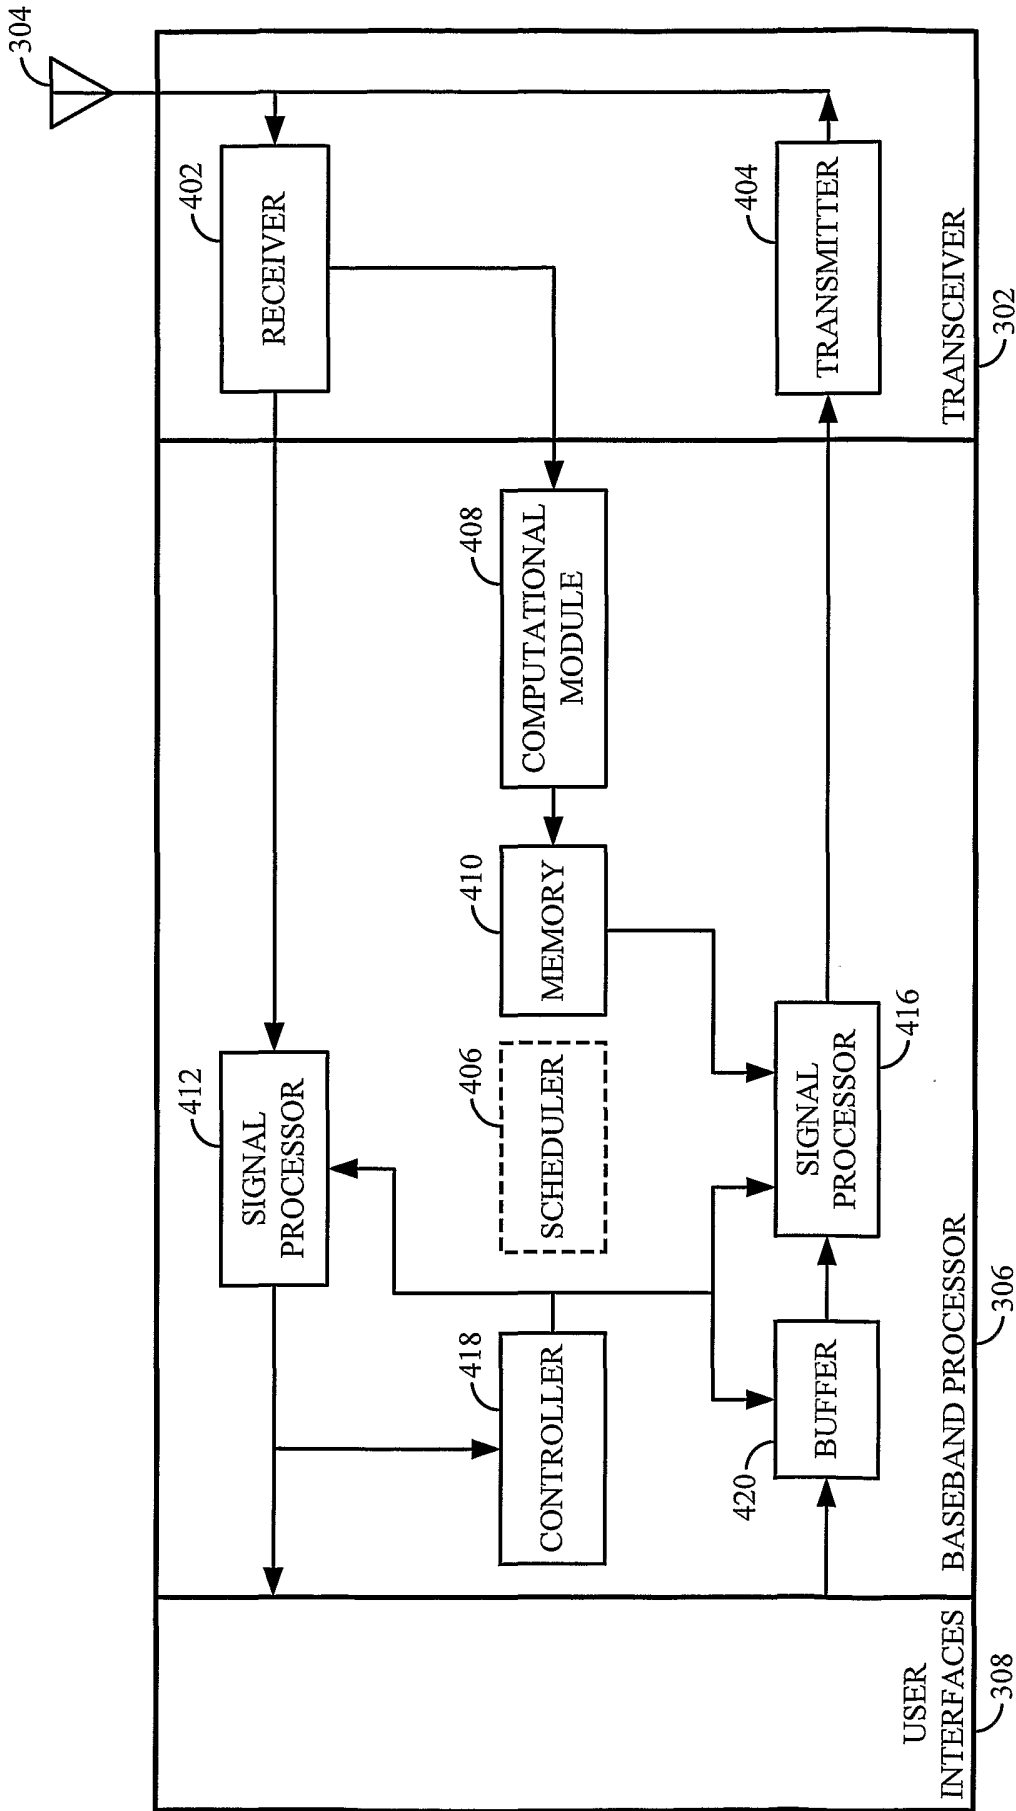 304
402
RECEIVER
404
TRANSMITTER
TRANSCEIVER
302
408
COMPUTATIONAL
MODULE
410
MEMORY
412
SIGNAL
PROCESSOR
406
SCHEDULER
SIGNAL
PROCESSOR
416
418
CONTROLLER
420
BUFFER
BASEBAND PROCESSOR
306
USER
INTERFACES
308